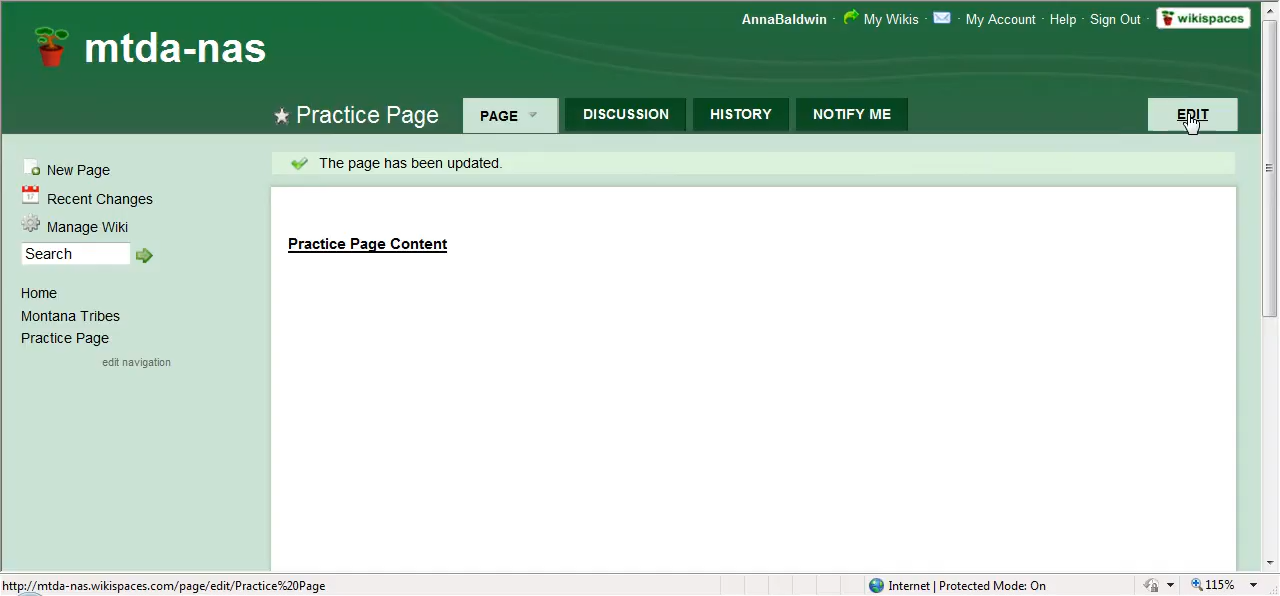 AnnaBaldwin · My Wikis · · My Account · Help · Sign Out · wikispaces
mtda-nas
Practice Page PAGE DISCUSSION HISTORY NOTIFY ME EDIT
The page has been updated.
New Page
Recent Changes
Manage Wiki
Search
Practice Page Content
Home
Montana Tribes
Practice Page
edit navigation
http://mtda-nas.wikispaces.com/page/edit/Practice%20Page Internet | Protected Mode: On 115%